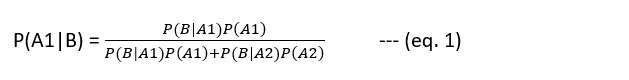 P(A1|B) = P(B|A1)P(A1) / P(B|A1)P(A1)+P(B|A2)P(A2) --- (eq. 1)